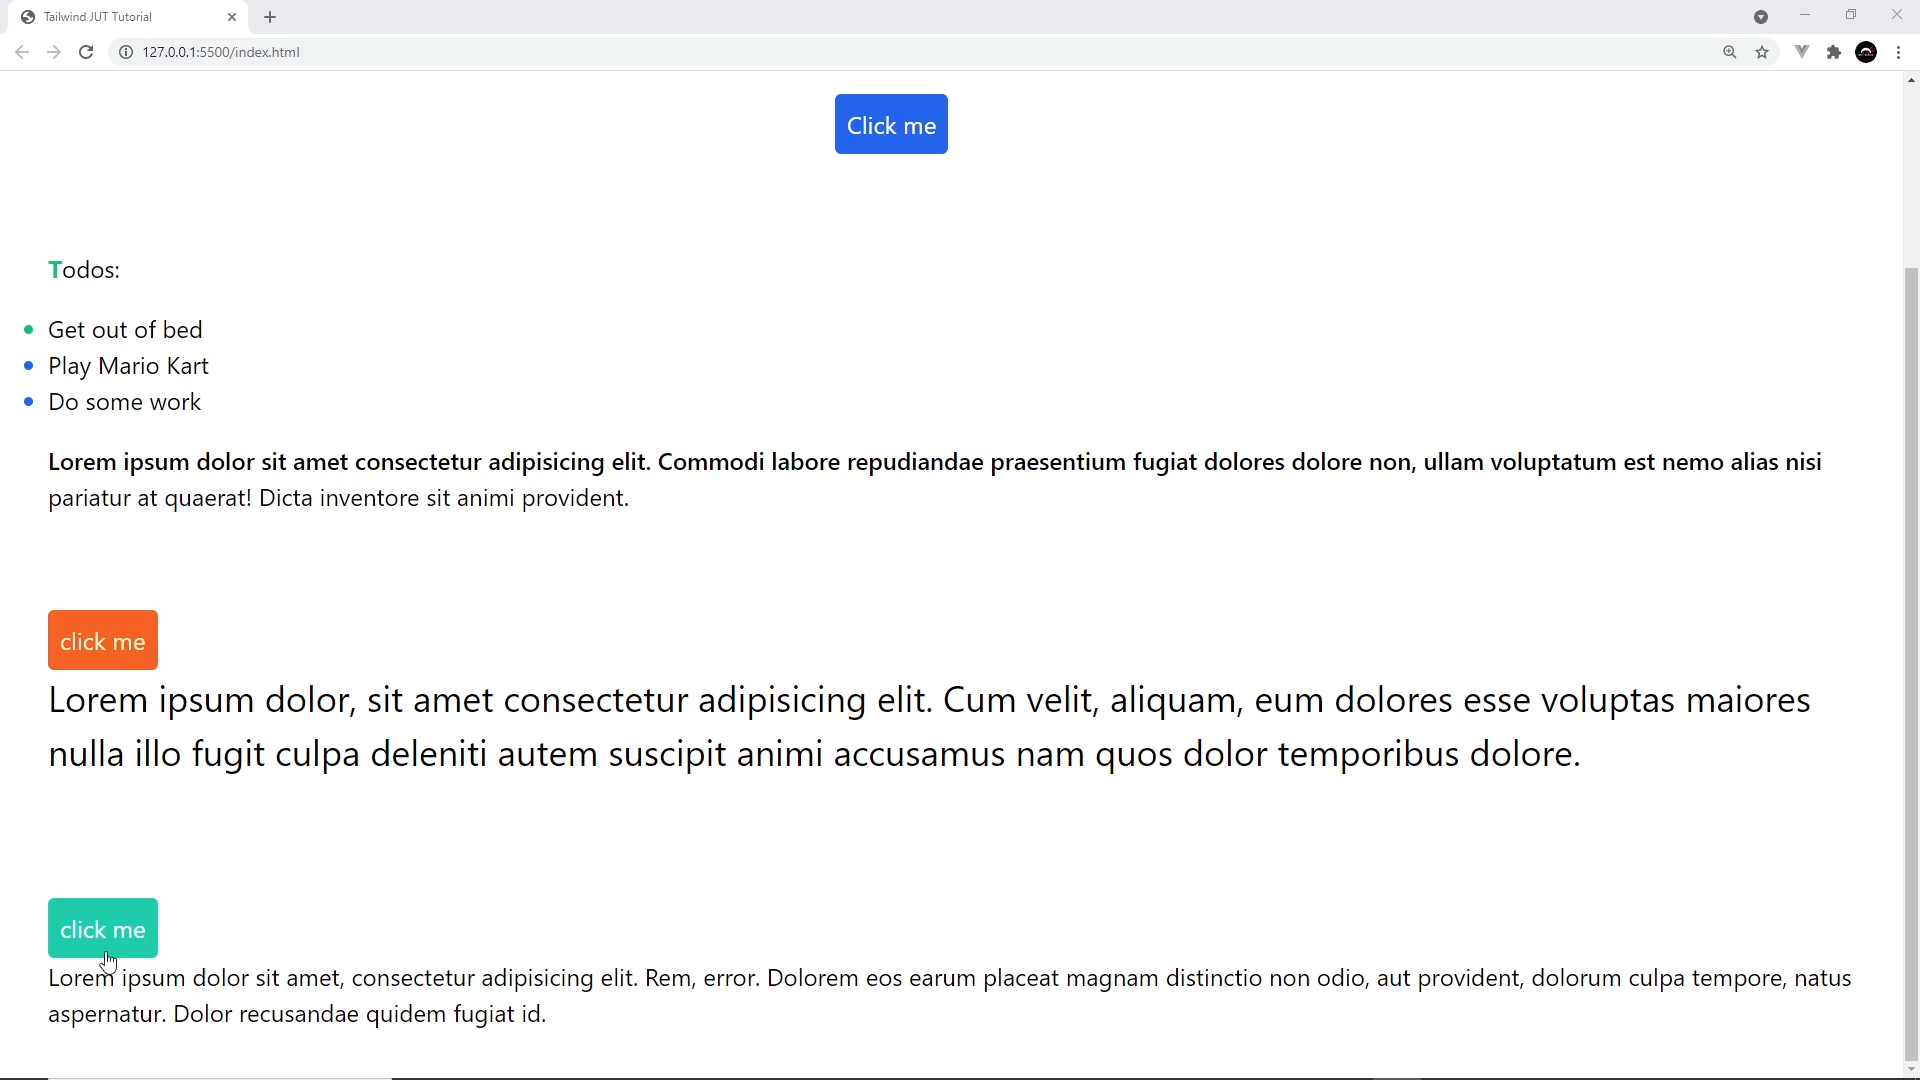 Tailwind JUT Tutorial
127.0.0.1:5500/index.html
Click me
Todos:
Get out of bed
Play Mario Kart
Do some work
Lorem ipsum dolor sit amet consectetur adipisicing elit. Commodi labore repudiandae praesentium fugiat dolores dolore non, ullam voluptatum est nemo alias nisi
pariatur at quaerat! Dicta inventore sit animi provident.
click me
Lorem ipsum dolor, sit amet consectetur adipisicing elit. Cum velit, aliquam, eum dolores esse voluptas maiores
nulla illo fugit culpa deleniti autem suscipit animi accusamus nam quos dolor temporibus dolore.
click me
Lorem ipsum dolor sit amet, consectetur adipisicing elit. Rem, error. Dolorem eos earum placeat magnam distinctio non odio, aut provident, dolorum culpa tempore, natus
aspernatur. Dolor recusandae quidem fugiat id.